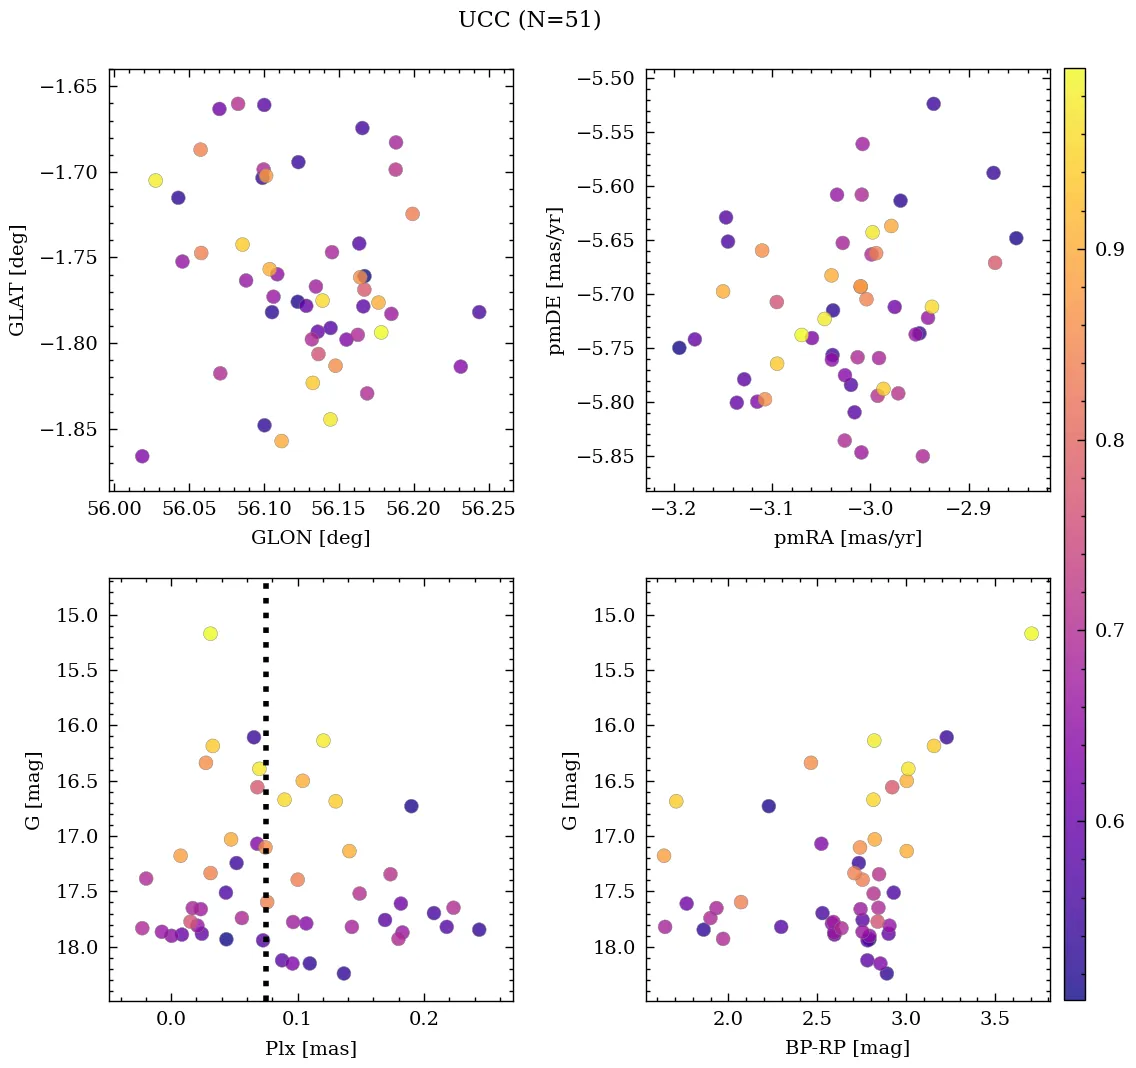 UCC (N=51)
−1.65
−1.70
−1.75
−1.80
−1.85
GLAT [deg]
56.00 56.05 56.10 56.15 56.20 56.25
GLON [deg]
−5.50
−5.55
−5.60
−5.65
−5.70
−5.75
−5.80
−5.85
pmDE [mas/yr]
−3.2 −3.1 −3.0 −2.9
pmRA [mas/yr]
15.0
15.5
16.0
16.5
17.0
17.5
18.0
G [mag]
0.0 0.1 0.2
Plx [mas]
15.0
15.5
16.0
16.5
17.0
17.5
18.0
G [mag]
2.0 2.5 3.0 3.5
BP-RP [mag]
0.9
0.8
0.7
0.6